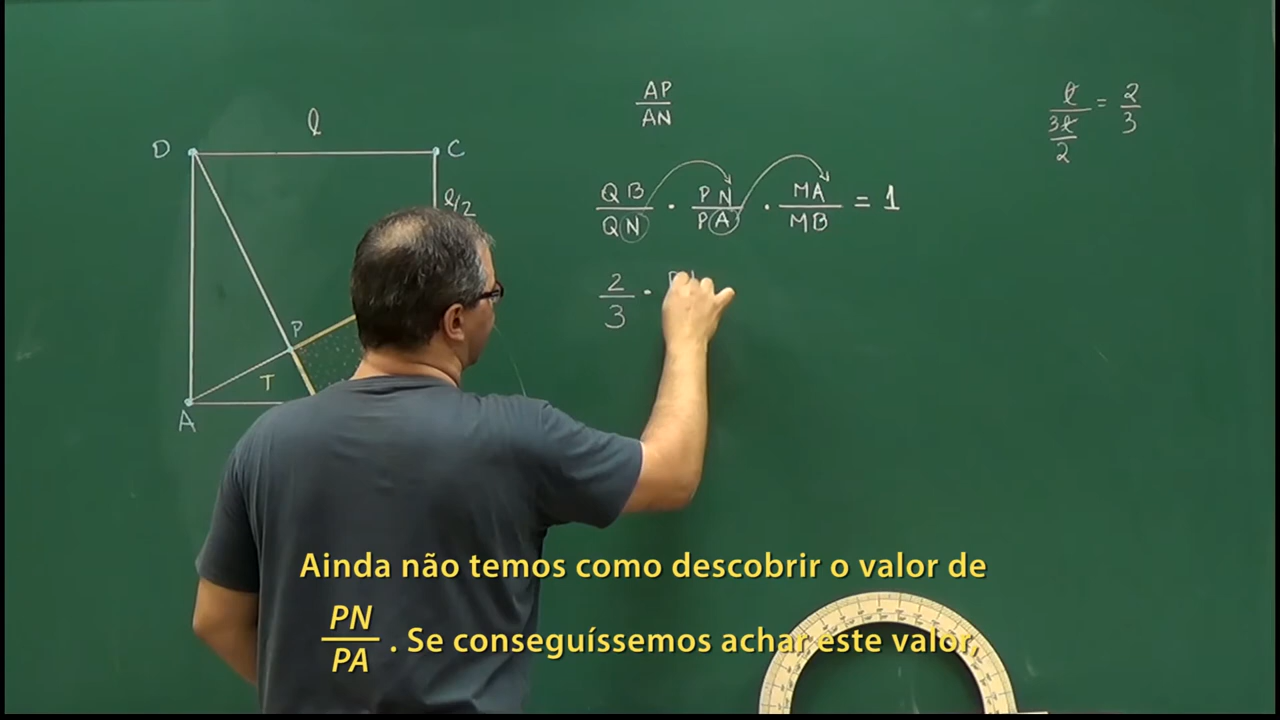 AP
AN
ℓ
3ℓ
2
=
2
3
ℓ
D
C
ℓ/2
QB
QN
·
PN
PA
·
MA
MB
= 1
2
3
·
P
T
A
Ainda não temos como descobrir o valor de
PN
PA
. Se conseguíssemos achar este valor,